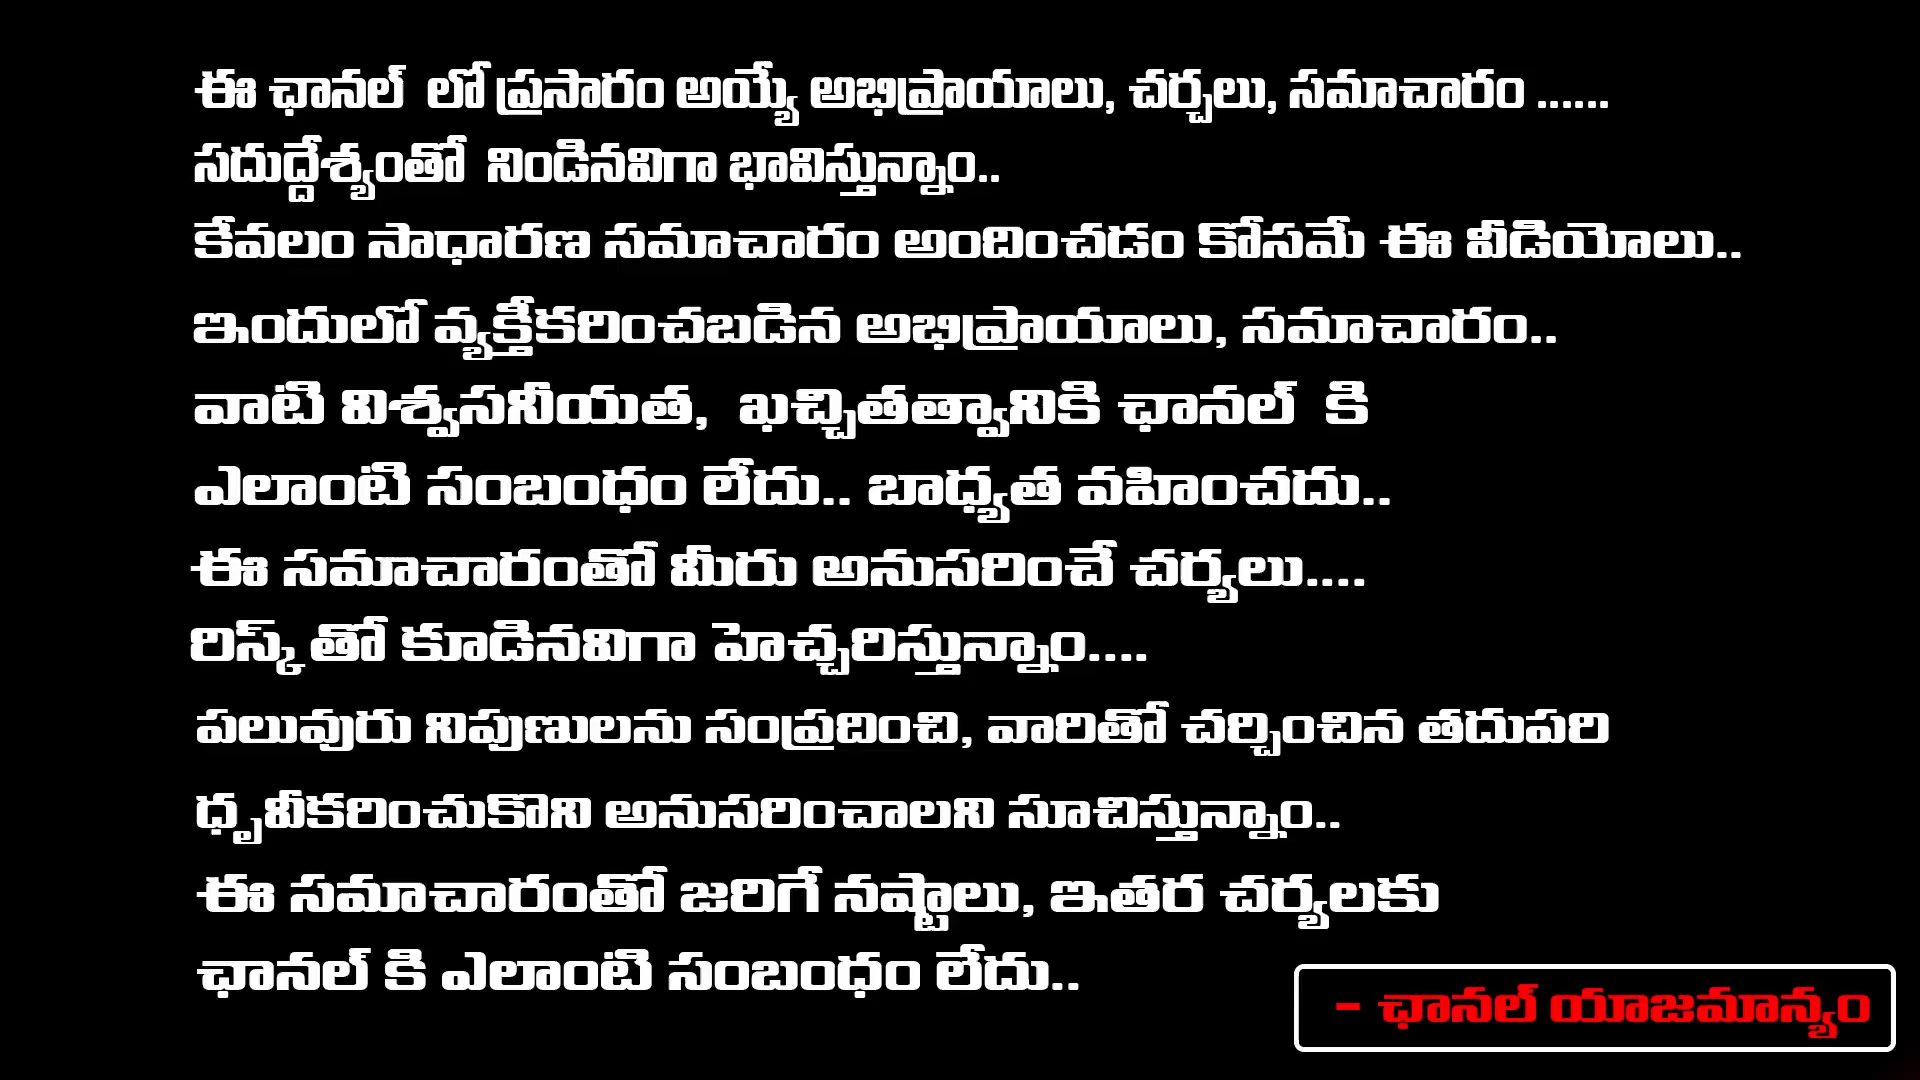 ఈ ఛానల్ లో ప్రసారం అయ్యే అభిప్రాయాలు, చర్చలు, సమాచారం ......
సదుద్దేశ్యంతో నిండినవిగా భావిస్తున్నాం..
కేవలం సాధారణ సమాచారం అందించడం కోసమే ఈ వీడియోలు..
ఇందులో వ్యక్తీకరించబడిన అభిప్రాయాలు, సమాచారం..
వాటి విశ్వసనీయత, ఖచ్చితత్వానికి ఛానల్ కి
ఎలాంటి సంబంధం లేదు.. బాధ్యత వహించదు..
ఈ సమాచారంతో మీరు అనుసరించే చర్యలు....
రిస్క్ తో కూడినవిగా హెచ్చరిస్తున్నాం....
పలువురు నిపుణులను సంప్రదించి, వారితో చర్చించిన తదుపరి
ధృవీకరించుకొని అనుసరించాలని సూచిస్తున్నాం..
ఈ సమాచారంతో జరిగే నష్టాలు, ఇతర చర్యలకు
ఛానల్ కి ఎలాంటి సంబంధం లేదు..
- ఛానల్ యాజమాన్యం